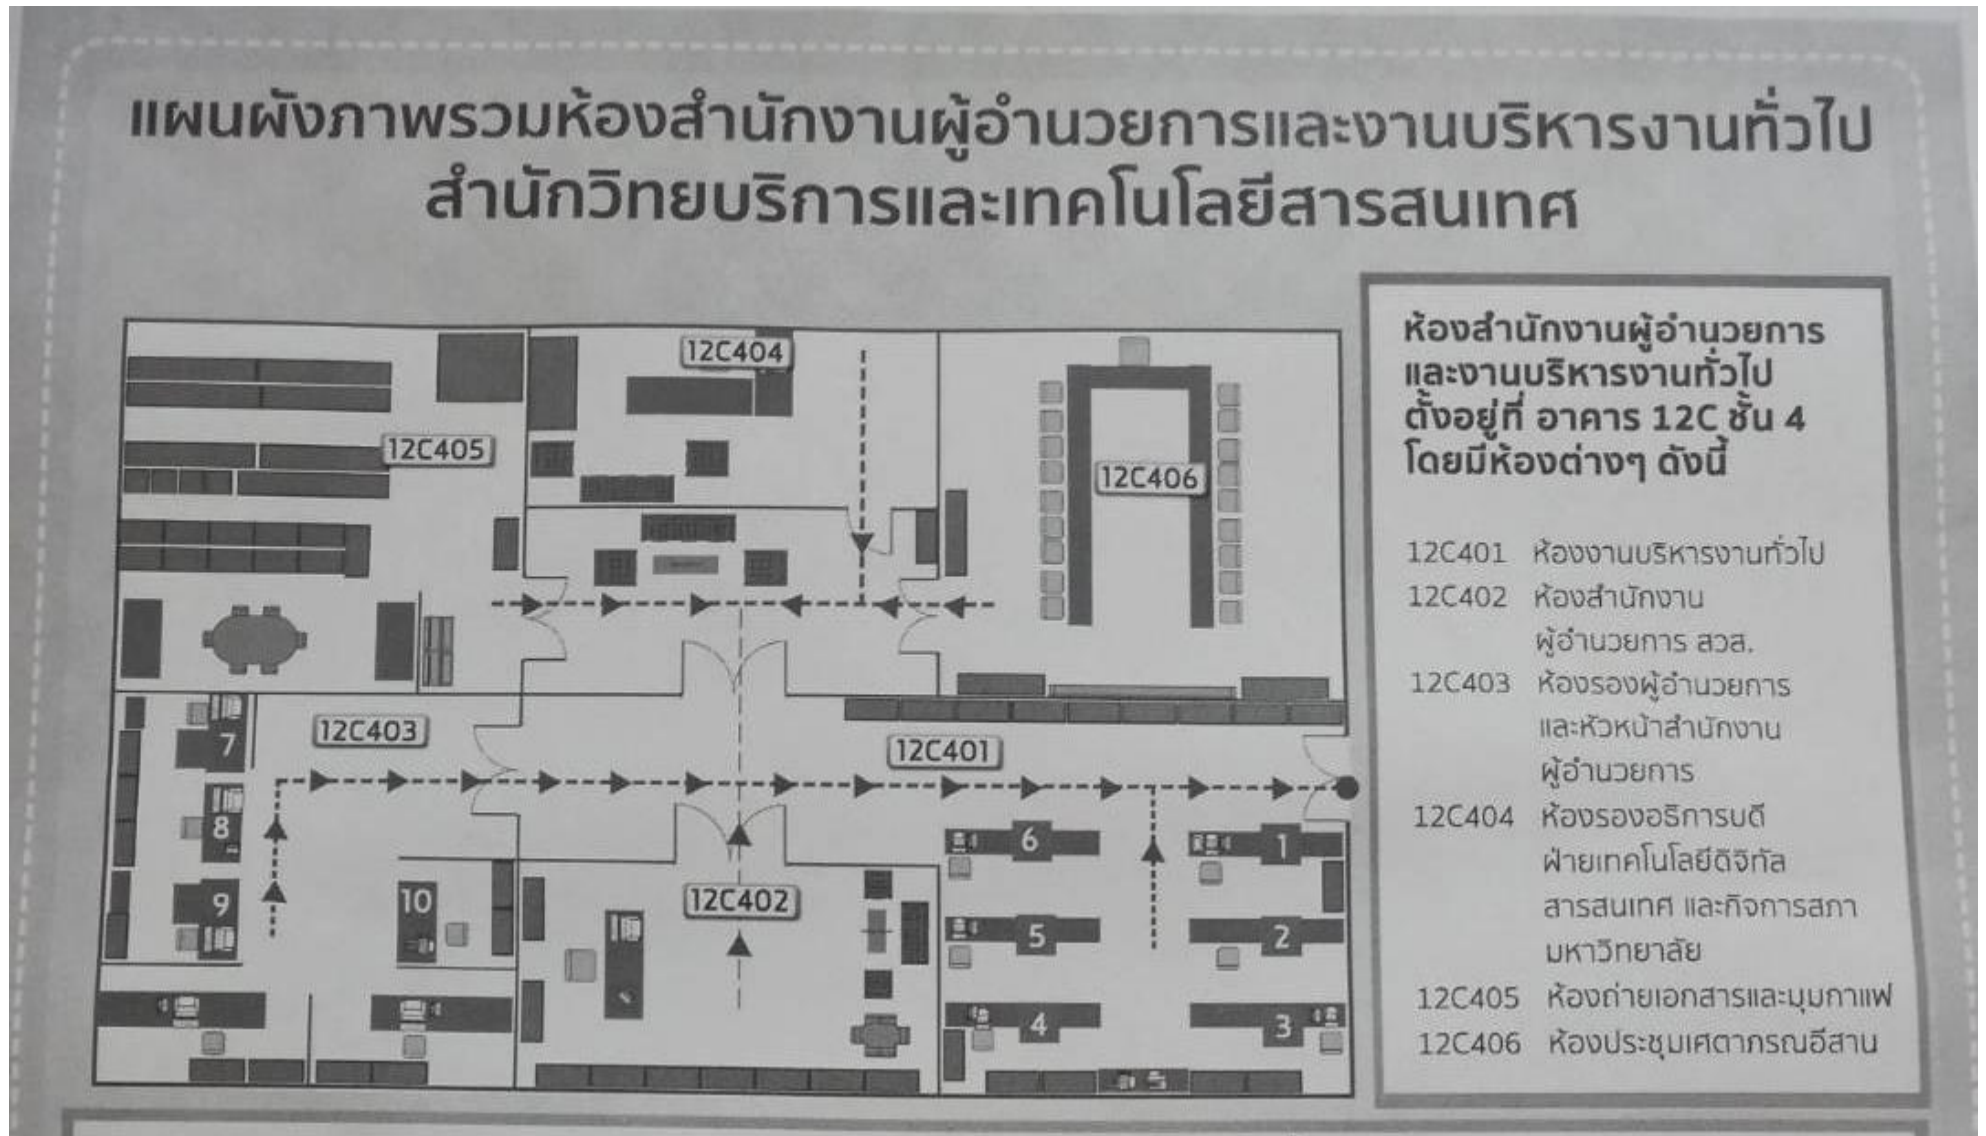 แผนผังภาพรวมห้องสำนักงานผู้อำนวยการและงานบริหารงานทั่วไป
สำนักวิทยบริการและเทคโนโลยีสารสนเทศ
12C404
12C405
12C406
12C403
12C401
12C402
7
8
9
10
6
1
5
2
4
3
ห้องสำนักงานผู้อำนวยการ
และงานบริหารงานทั่วไป
ตั้งอยู่ที่ อาคาร 12C ชั้น 4
โดยมีห้องต่างๆ ดังนี้
12C401 ห้องงานบริหารงานทั่วไป
12C402 ห้องสำนักงาน
ผู้อำนวยการ สวส.
12C403 ห้องรองผู้อำนวยการ
และหัวหน้าสำนักงาน
ผู้อำนวยการ
12C404 ห้องรองอธิการบดี
ฝ่ายเทคโนโลยีดิจิทัล
สารสนเทศ และกิจการสภา
มหาวิทยาลัย
12C405 ห้องถ่ายเอกสารและมุมกาแฟ
12C406 ห้องประชุมเศตาภรณอีสาน